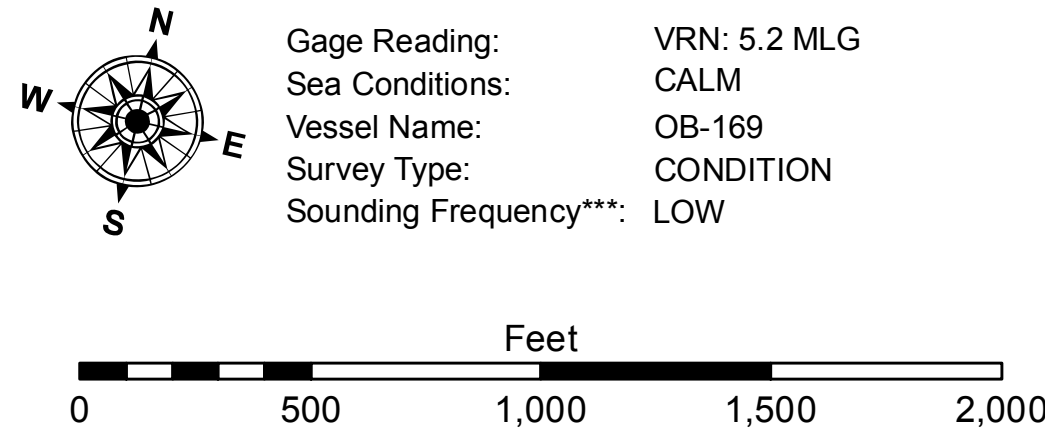 N
W
E
S
Gage Reading: VRN: 5.2 MLG
Sea Conditions: CALM
Vessel Name: OB-169
Survey Type: CONDITION
Sounding Frequency***: LOW
Feet
0 500 1,000 1,500 2,000